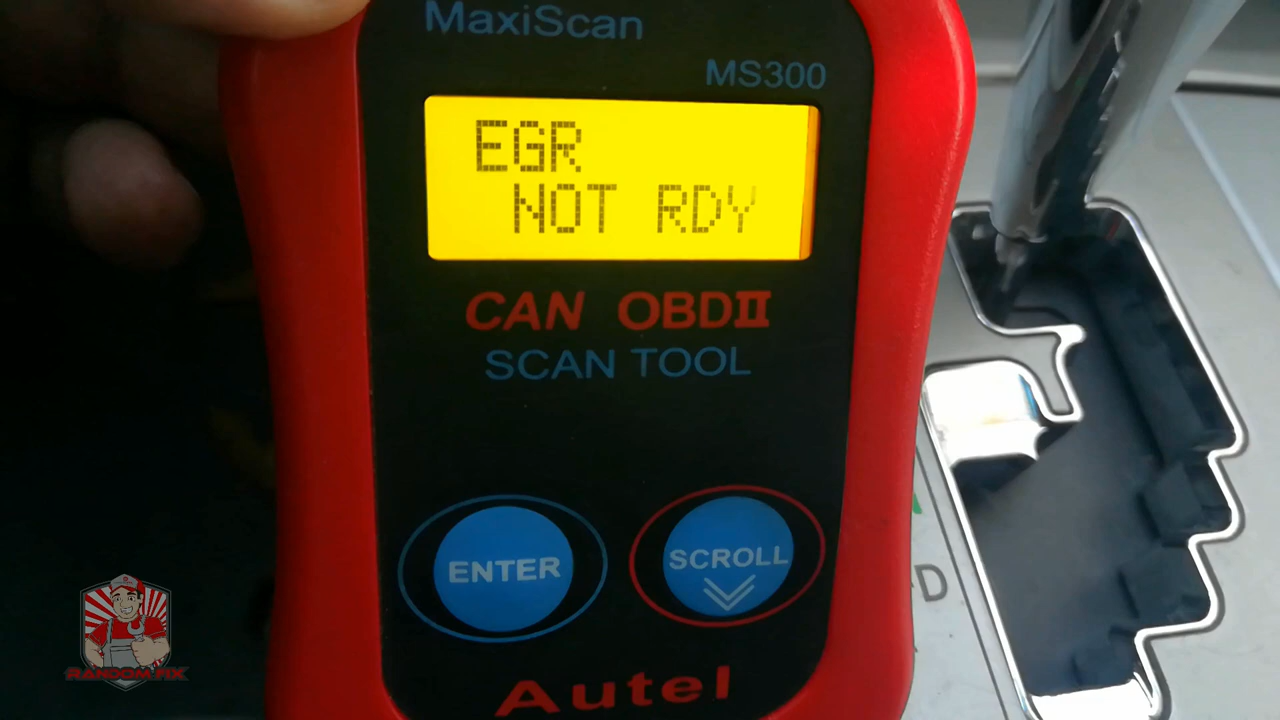 MaxiScan
MS300
EGR
NOT RDY
CAN OBDII
SCAN TOOL
ENTER
SCROLL
Autel
D
RANDOM FIX